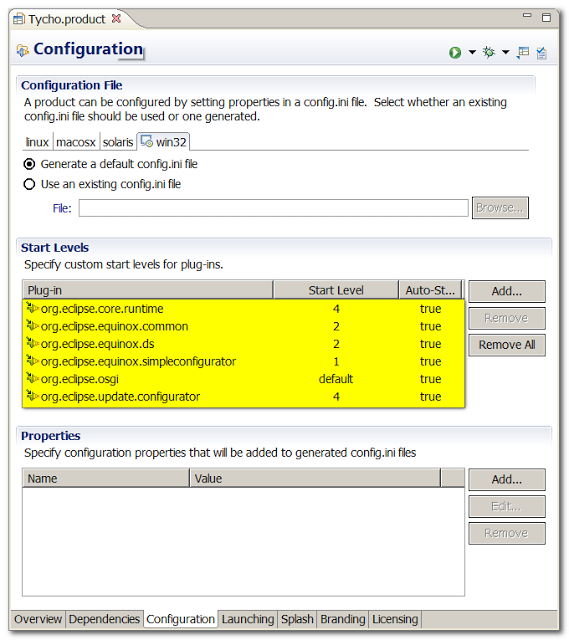 Tycho.product
Configuration
Configuration File
A product can be configured by setting properties in a config.ini file.  Select whether an existing
config.ini file should be used or one generated.
linux macosx solaris win32
Generate a default config.ini file
Use an existing config.ini file
File: Browse...
Start Levels
Specify custom start levels for plug-ins.
Plug-in Start Level Auto-St... Add...
org.eclipse.core.runtime 4 true
Remove
org.eclipse.equinox.common 2 true
org.eclipse.equinox.ds 2 true
Remove All
org.eclipse.equinox.simpleconfigurator 1 true
org.eclipse.osgi default true
org.eclipse.update.configurator 4 true
Properties
Specify configuration properties that will be added to generated config.ini files
Name Value Add...
Edit...
Remove
Overview Dependencies Configuration Launching Splash Branding Licensing